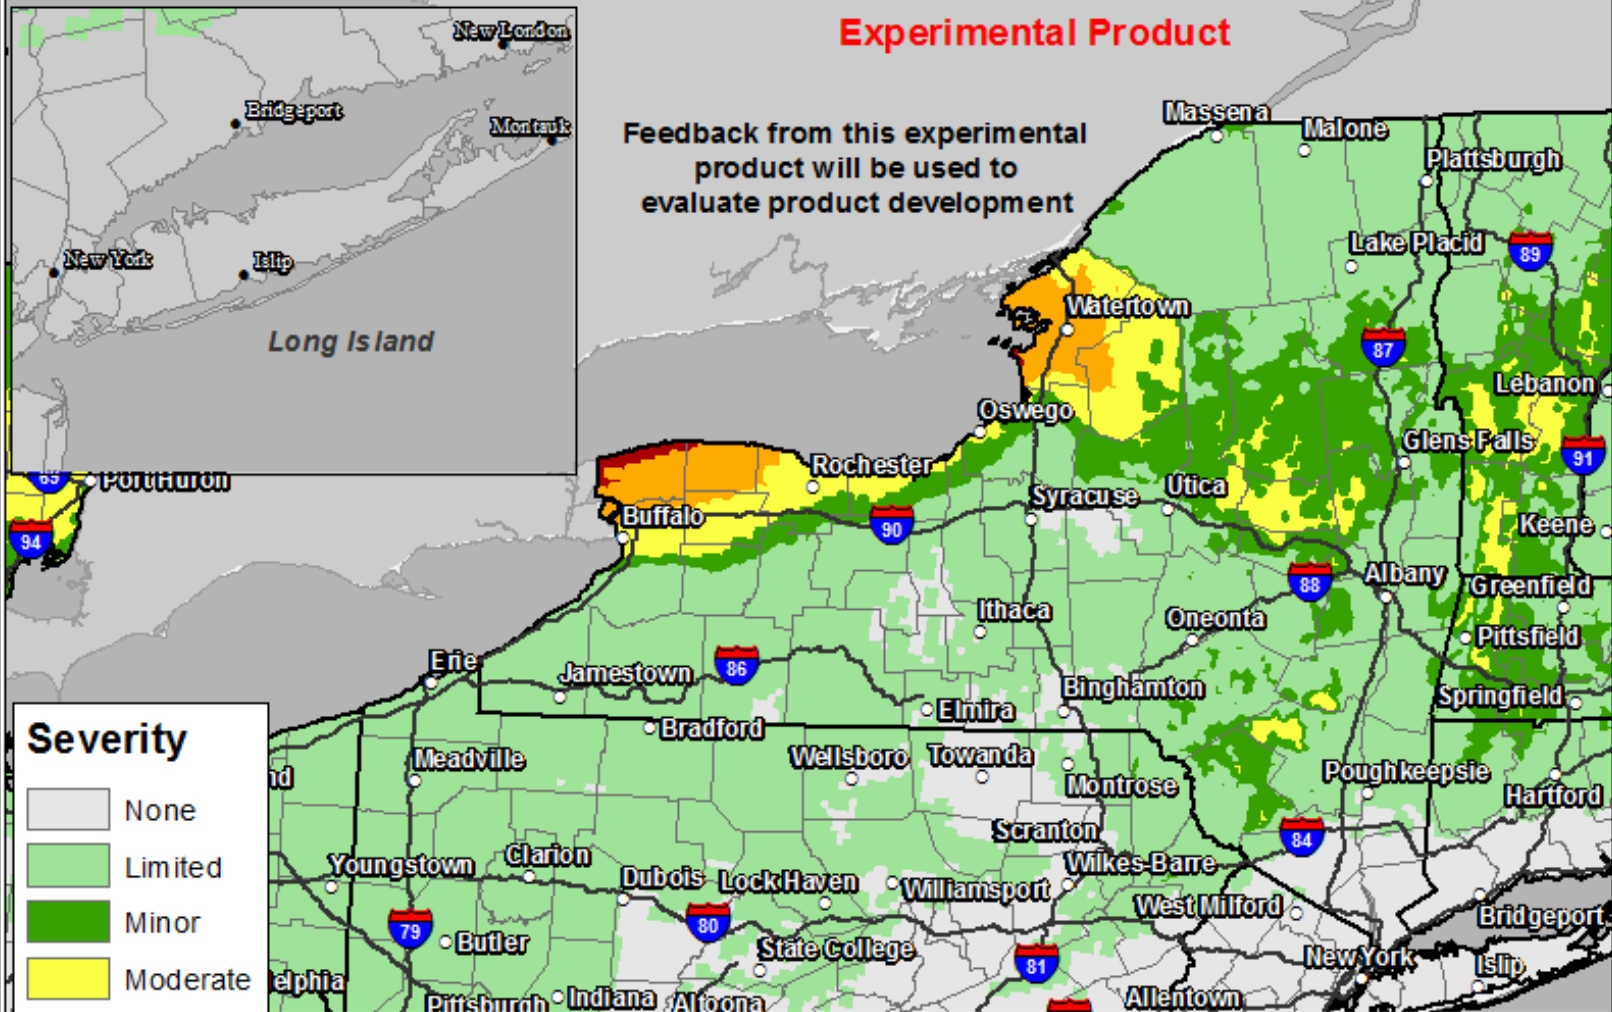 Experimental Product
Feedback from this experimental
product will be used to
evaluate product development
New London
Bridgeport
Montauk
New York
Islip
Long Island
Massena
Malone
Plattsburgh
Lake Placid
89
Watertown
87
Lebanon
Oswego
Glens Falls
91
Rochester
69
Port Huron
Syracuse
Utica
Buffalo
90
Keene
94
88
Albany
Greenfield
Ithaca
Oneonta
Pittsfield
Erie
Jamestown
86
Binghamton
Springfield
Elmira
Bradford
Severity
None
Limited
Minor
Moderate
nd
Meadville
Wellsboro
Towanda
Montrose
Poughkeepsie
Hartford
Scranton
84
Youngstown
Clarion
Wilkes-Barre
Dubois
Lock Haven
Williamsport
West Milford
Bridgeport
79
Butler
80
State College
81
New York
Islip
elphia
Pittsburgh
Indiana
Altoona
Allentown